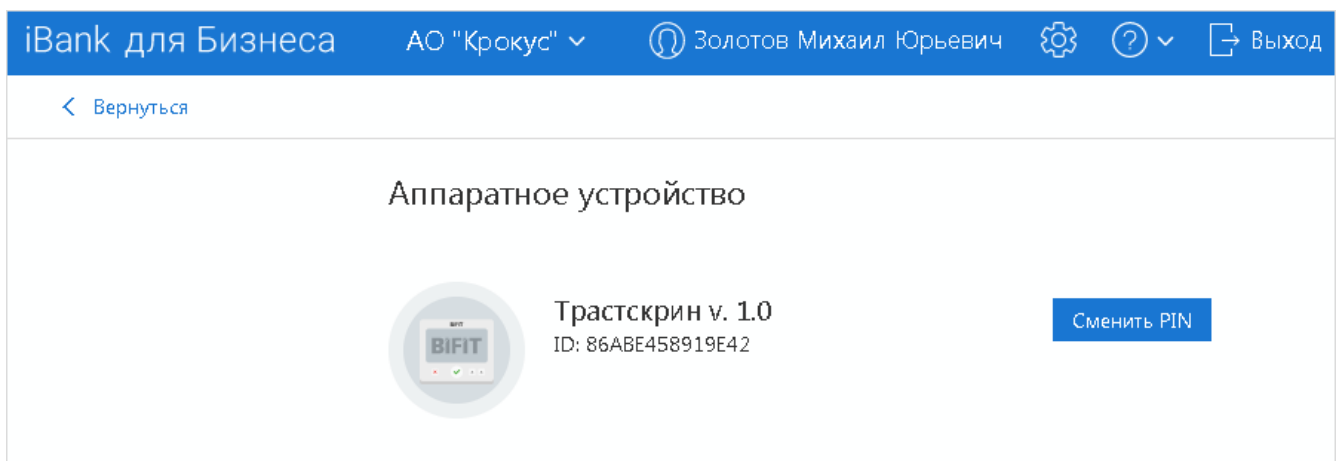 iBank для Бизнеса АО "Крокус" Золотов Михаил Юрьевич ? Выход
Вернуться
Аппаратное устройство
Трастскрин v. 1.0
Сменить PIN
ID: 86ABE458919E42
BIFIT
BIFIT